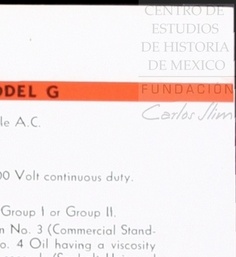 CENTRO DE
ESTUDIOS
DE HISTORIA
DE MEXICO
ODEL G
FUNDACIÓN
Carlos Slim
le A.C.
00 Volt continuous duty.
Group I or Group II.
n No. 3 (Commercial Stand-
o. 4 Oil having a viscosity